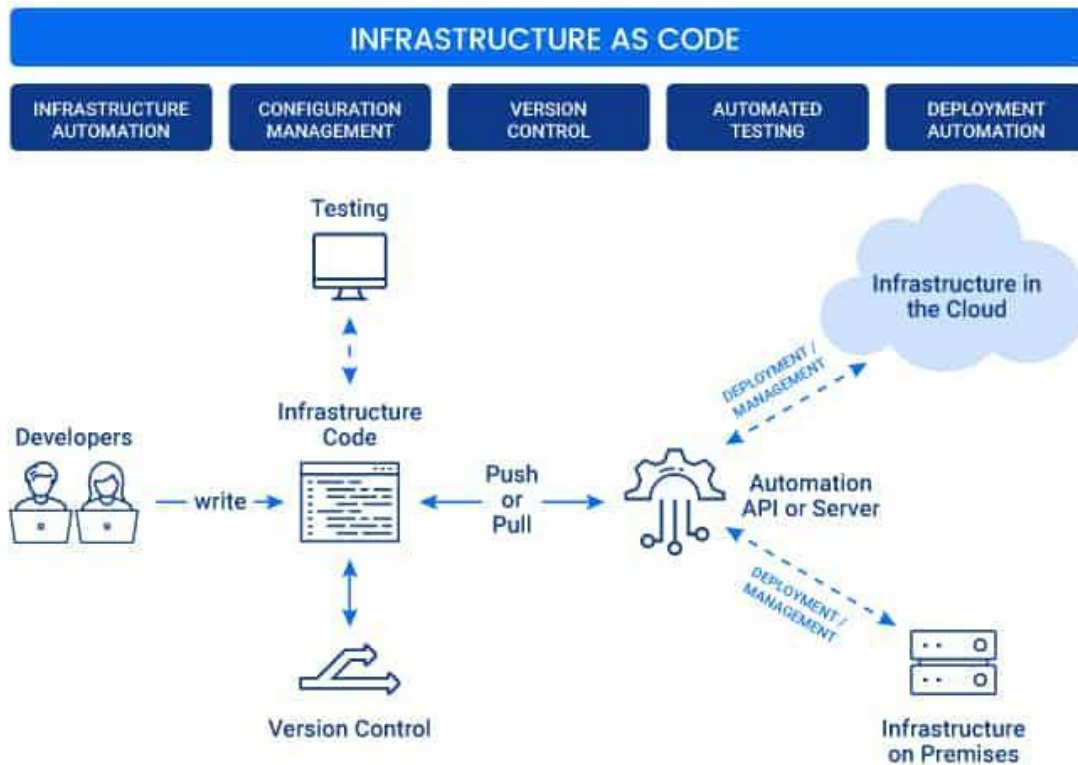 INFRASTRUCTURE AS CODE
INFRASTRUCTURE
AUTOMATION
CONFIGURATION
MANAGEMENT
VERSION
CONTROL
AUTOMATED
TESTING
DEPLOYMENT
AUTOMATION
Testing
Infrastructure in
the Cloud
DEPLOYMENT /
MANAGEMENT
Infrastructure
Code
Developers
write
Push
or
Pull
Automation
API or Server
DEPLOYMENT /
MANAGEMENT
Version Control
Infrastructure
on Premises